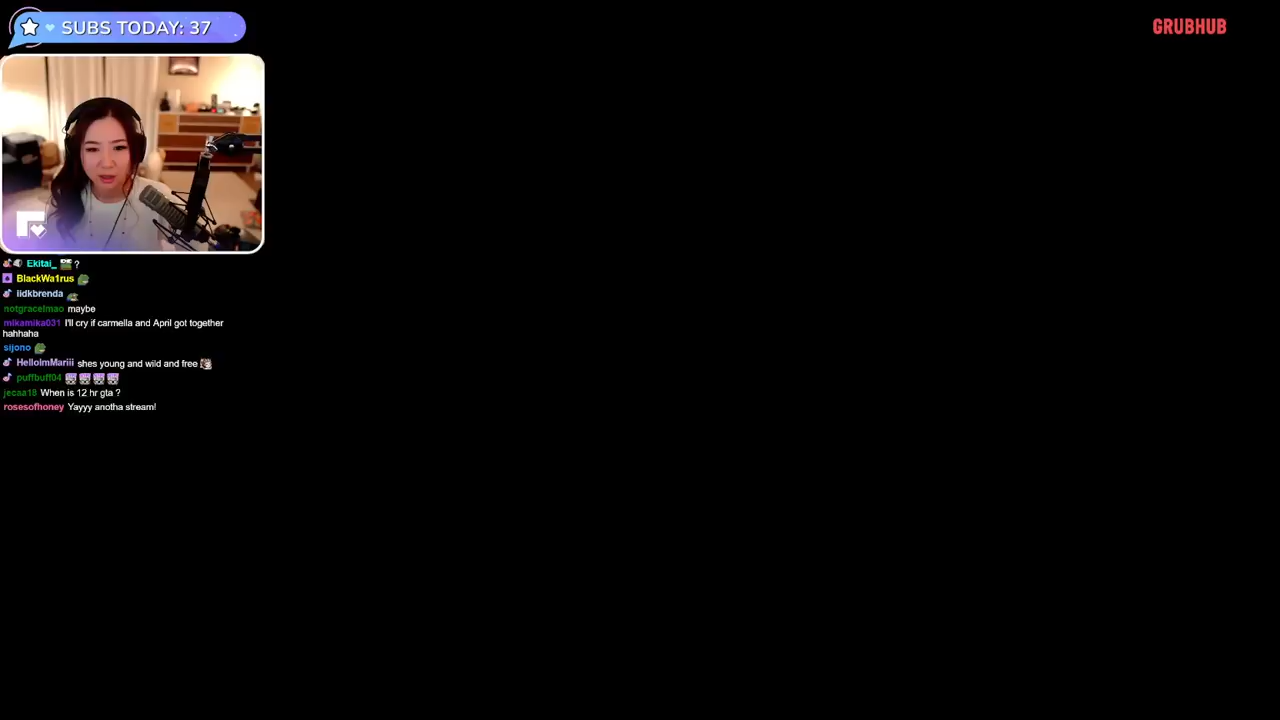 SUBS TODAY: 37
GRUBHUB
Ekitai_ ?
BlackWa1rus
iidkbrenda
notgracelmao maybe
mikamika031 I'll cry if carmella and April got together
hahhaha
sijono
HelloImMariii shes young and wild and free
puffbuff04
jecaa18 When is 12 hr gta ?
rosesofhoney Yayyy anotha stream!